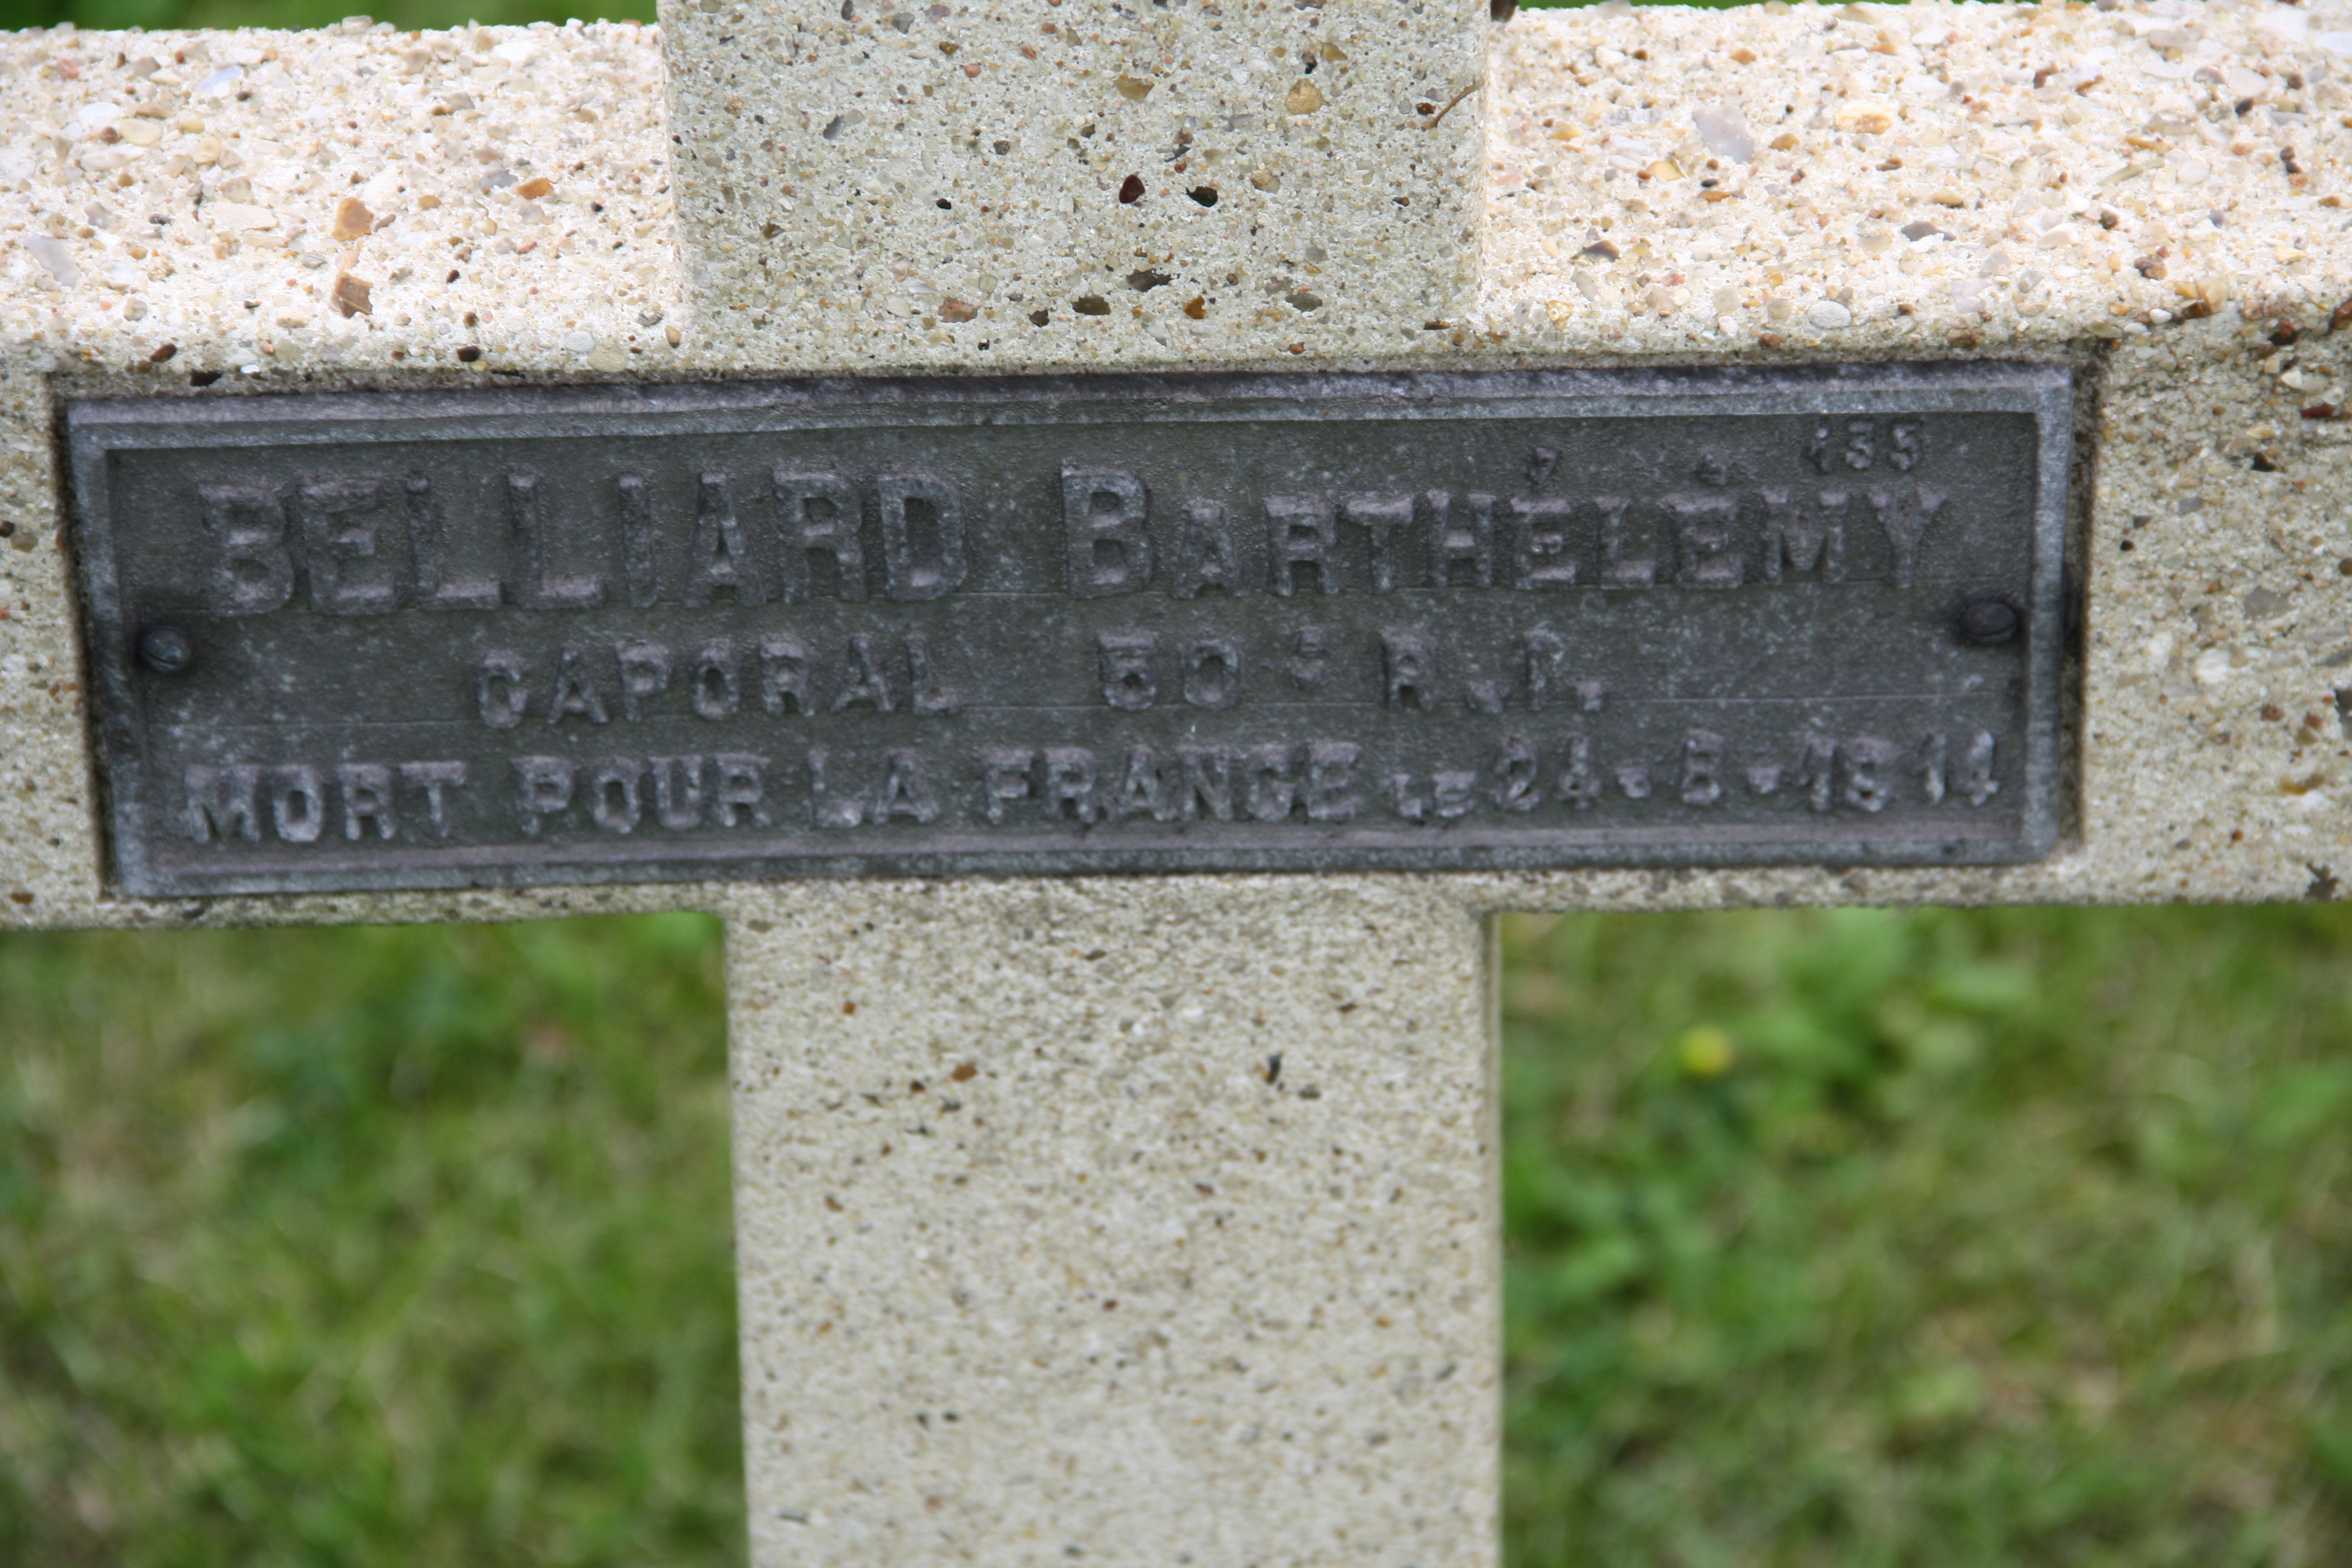 155
BELLIARD BARTHÉLÉMY
CAPORAL 50E R.I.
MORT POUR LA FRANCE LE 24-8-1914